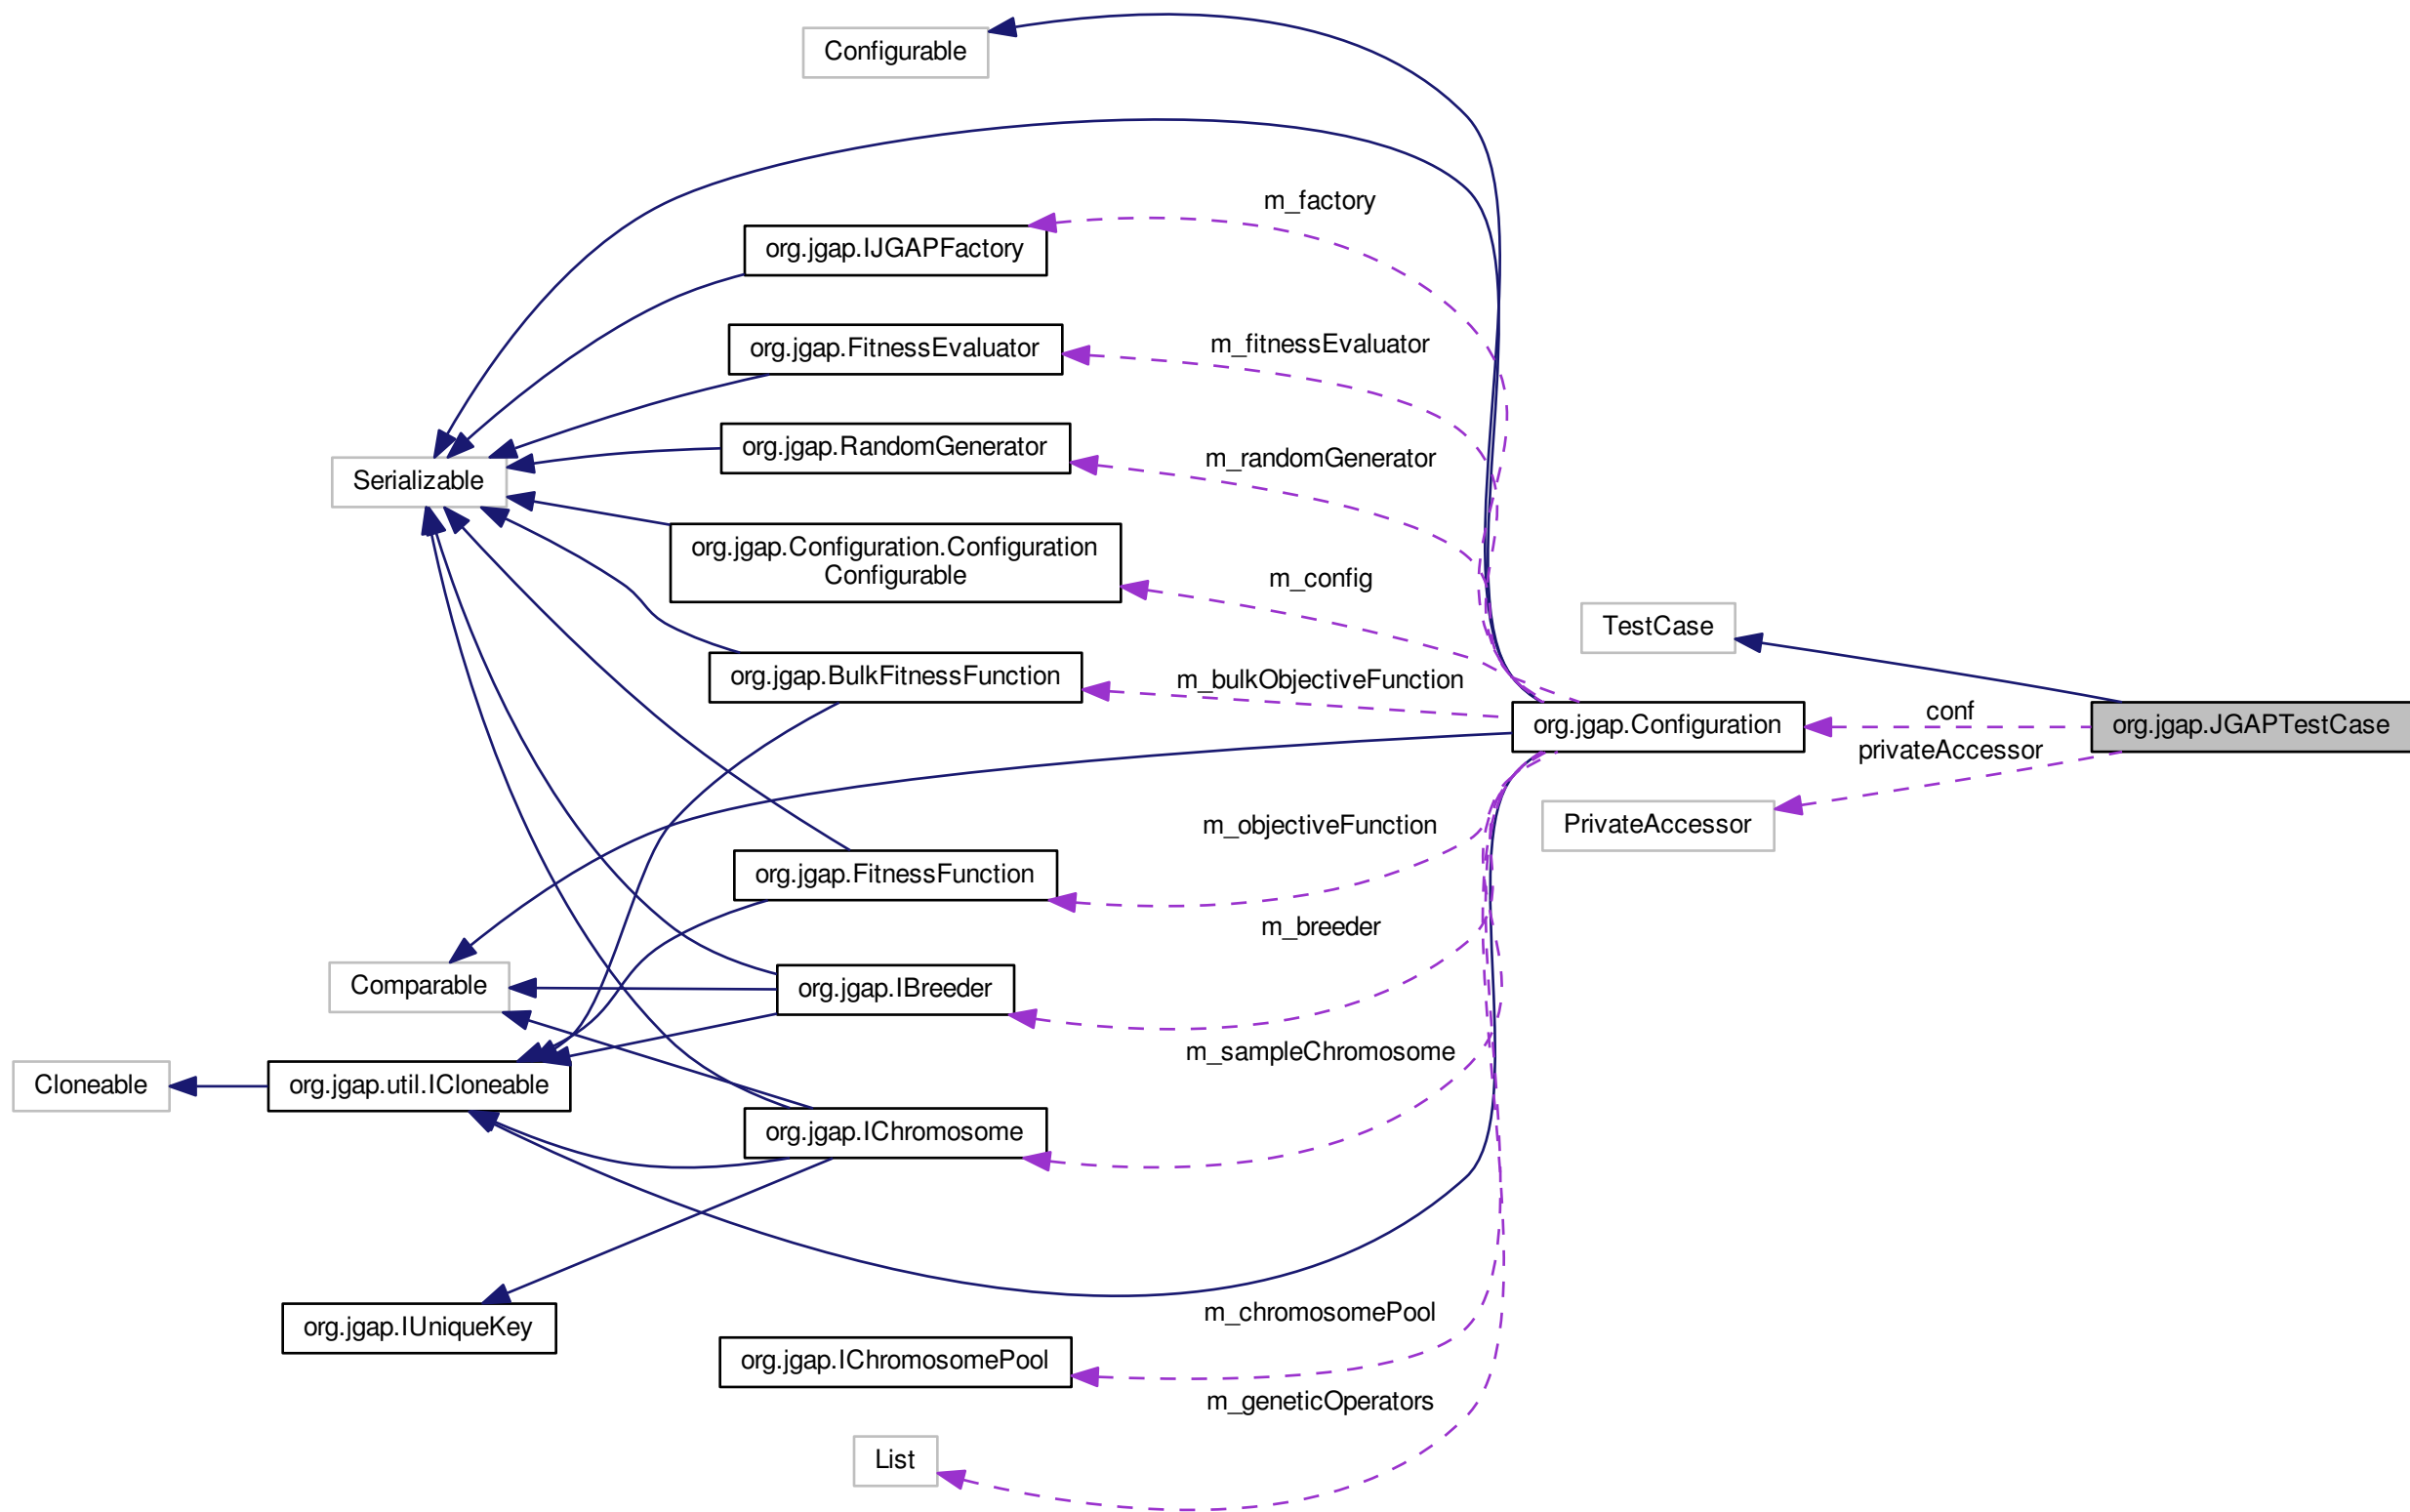 Configurable
m_factory
org.jgap.IJGAPFactory
m_fitnessEvaluator
org.jgap.FitnessEvaluator
org.jgap.RandomGenerator
m_randomGenerator
Serializable
org.jgap.Configuration.Configuration
Configurable
m_config
TestCase
org.jgap.BulkFitnessFunction
m_bulkObjectiveFunction
org.jgap.Configuration
conf
org.jgap.JGAPTestCase
privateAccessor
PrivateAccessor
m_objectiveFunction
org.jgap.FitnessFunction
m_breeder
Comparable
org.jgap.IBreeder
m_sampleChromosome
Cloneable
org.jgap.util.ICloneable
org.jgap.IChromosome
m_chromosomePool
org.jgap.IUniqueKey
org.jgap.IChromosomePool
m_geneticOperators
List